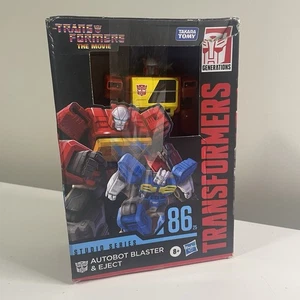 TRANSFORMERS
THE MOVIE
TAKARA
TOMY
GENERATIONS
TRANSFORMERS
86
STUDIO SERIES
AUTOBOT BLASTER
& EJECT
8+
Hasbro